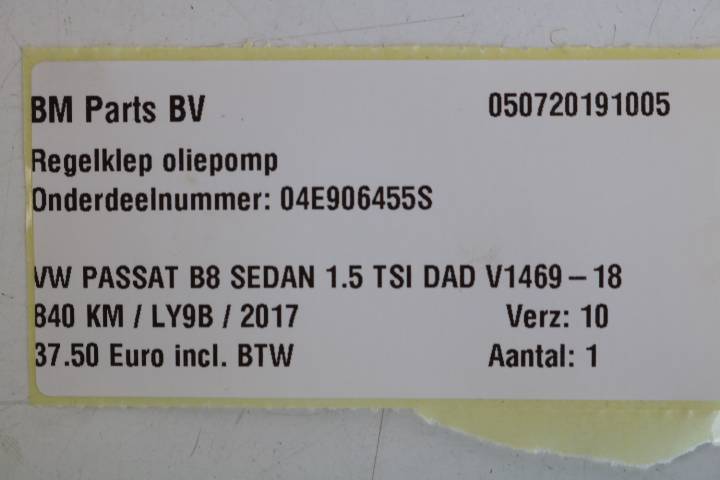 BM Parts BV 050720191005
Regelklep oliepomp
Onderdeelnummer: 04E906455S
VW PASSAT B8 SEDAN 1.5 TSI DAD V1469 – 18
840 KM / LY9B / 2017 Verz: 10
37.50 Euro incl. BTW Aantal: 1